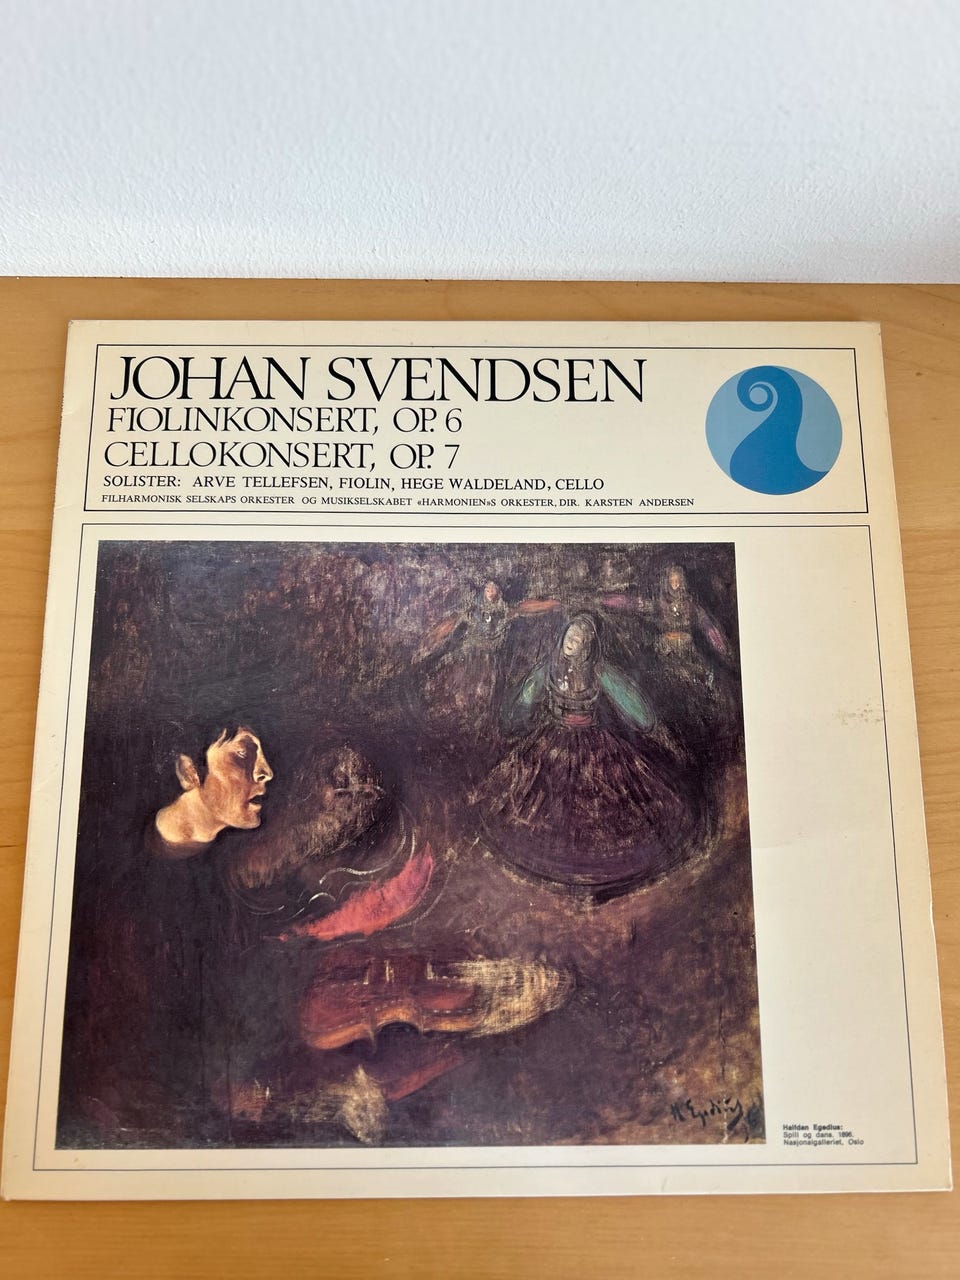 JOHAN SVENDSEN
FIOLINKONSERT, OP. 6
CELLOKONSERT, OP. 7
SOLISTER: ARVE TELLEFSEN, FIOLIN, HEGE WALDELAND, CELLO
FILHARMONISK SELSKAPS ORKESTER OG MUSIKSELSKABET «HARMONIEN»S ORKESTER, DIR. KARSTEN ANDERSEN
H Egedius
Halfdan Egedius:
Spill og dans. 1896.
Nasjonalgalleriet, Oslo